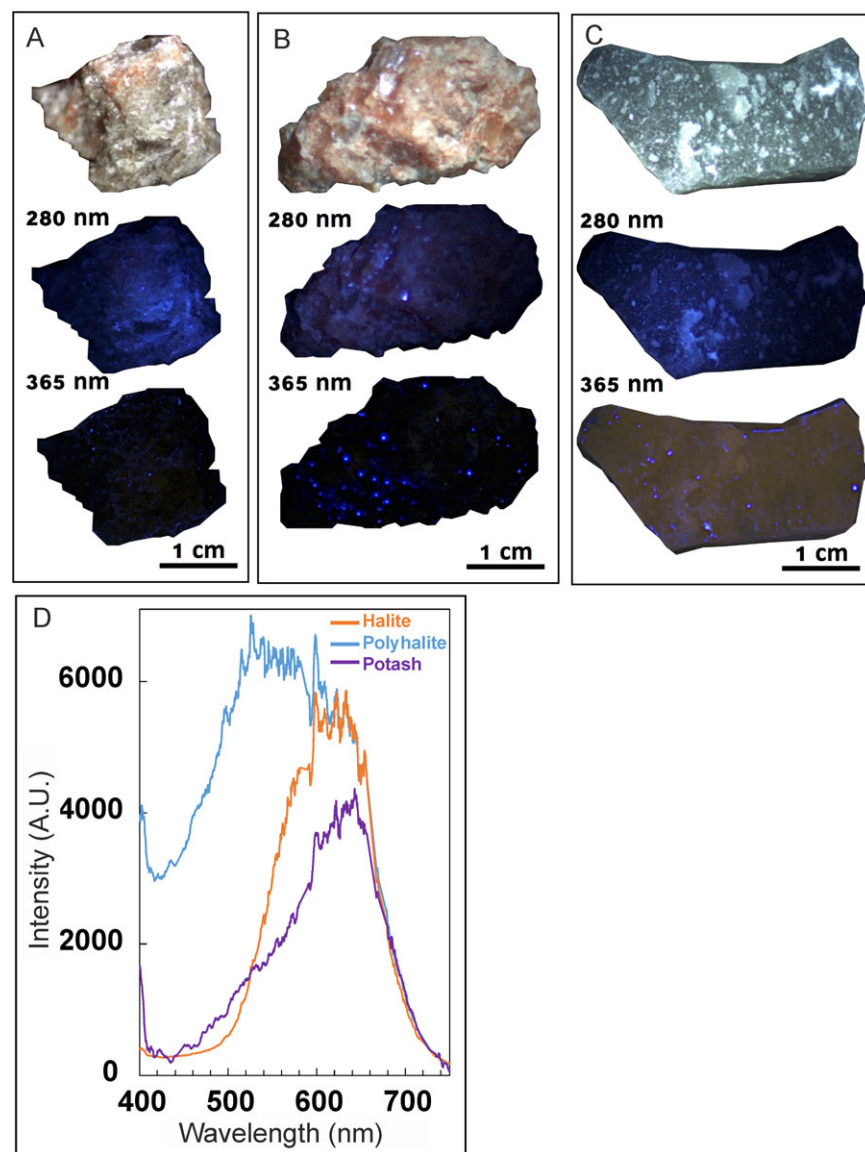 A
280 nm
365 nm
1 cm
B
280 nm
365 nm
1 cm
C
280 nm
365 nm
1 cm
D
Halite
Polyhalite
Potash
6000
4000
2000
0
Intensity (A.U.)
400 500 600 700
Wavelength (nm)